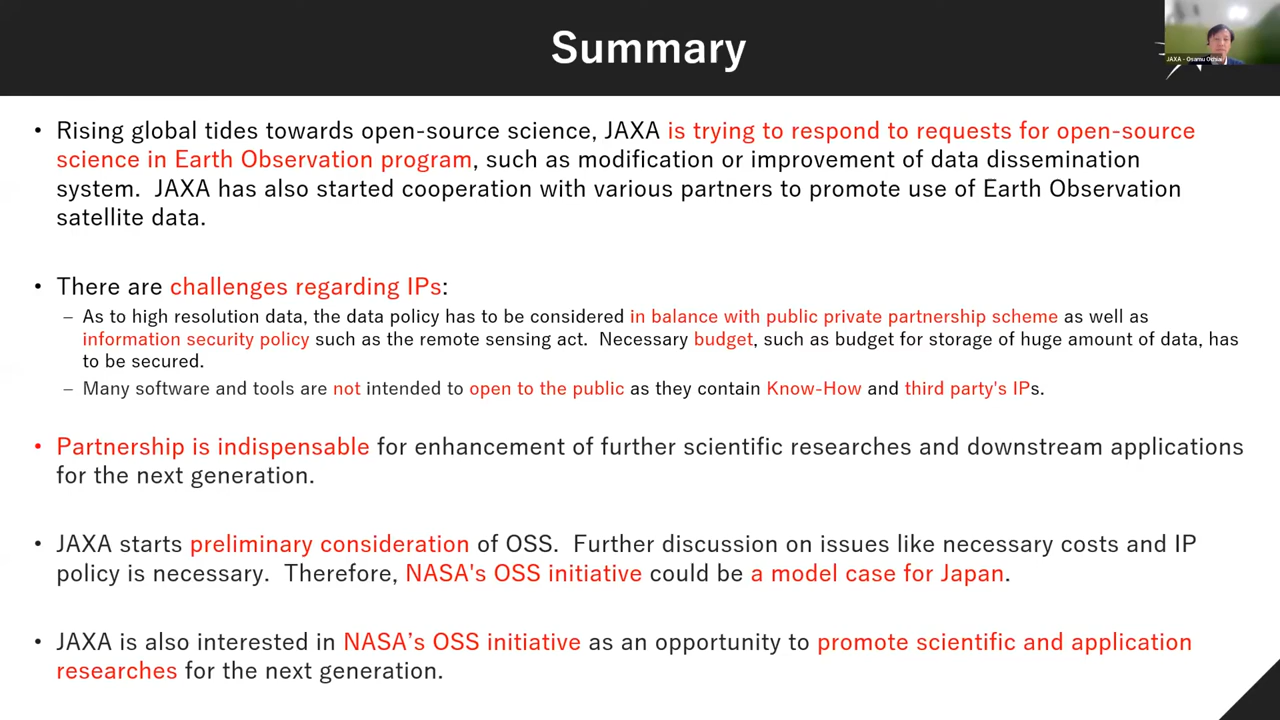 Summary
JAXA - Osamu Ochiai
• Rising global tides towards open-source science, JAXA is trying to respond to requests for open-source
science in Earth Observation program, such as modification or improvement of data dissemination
system. JAXA has also started cooperation with various partners to promote use of Earth Observation
satellite data.
• There are challenges regarding IPs:
– As to high resolution data, the data policy has to be considered in balance with public private partnership scheme as well as
information security policy such as the remote sensing act. Necessary budget, such as budget for storage of huge amount of data, has
to be secured.
– Many software and tools are not intended to open to the public as they contain Know-How and third party's IPs.
• Partnership is indispensable for enhancement of further scientific researches and downstream applications
for the next generation.
• JAXA starts preliminary consideration of OSS. Further discussion on issues like necessary costs and IP
policy is necessary. Therefore, NASA's OSS initiative could be a model case for Japan.
• JAXA is also interested in NASA’s OSS initiative as an opportunity to promote scientific and application
researches for the next generation.